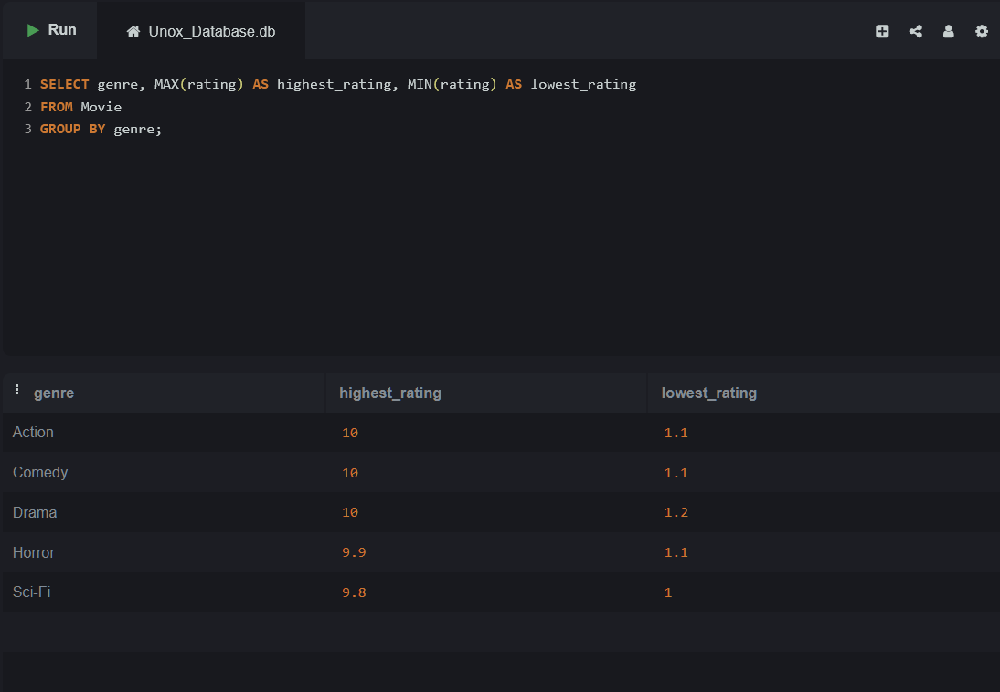 Run
Unox_Database.db
1 SELECT genre, MAX(rating) AS highest_rating, MIN(rating) AS lowest_rating
2 FROM Movie
3 GROUP BY genre;
genre highest_rating lowest_rating
Action 10 1.1
Comedy 10 1.1
Drama 10 1.2
Horror 9.9 1.1
Sci-Fi 9.8 1